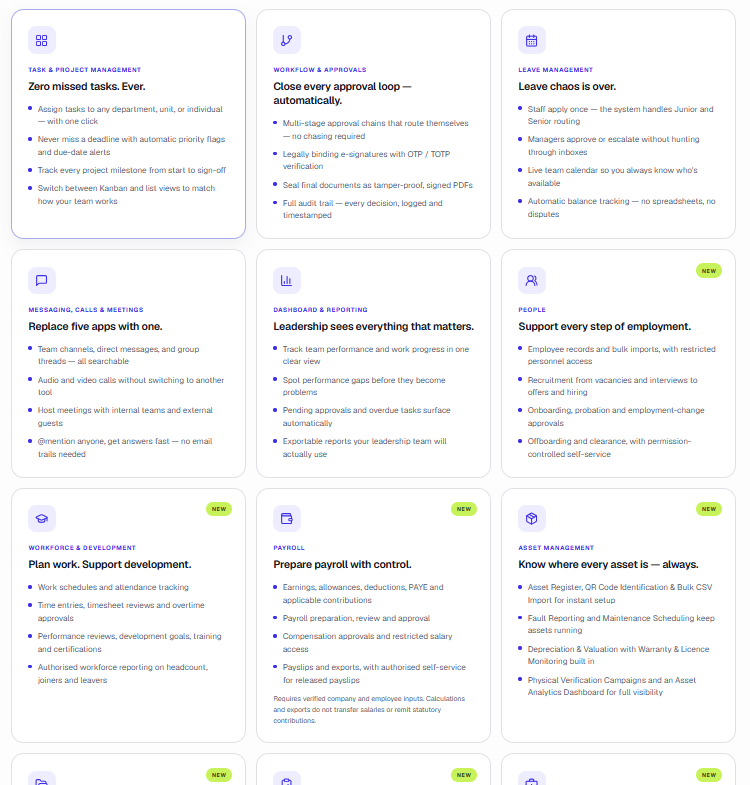 TASK & PROJECT MANAGEMENT
Zero missed tasks. Ever.
Assign tasks to any department, unit, or individual
— with one click
Never miss a deadline with automatic priority flags
and due-date alerts
Track every project milestone from start to sign-off
Switch between Kanban and list views to match
how your team works
WORKFLOW & APPROVALS
Close every approval loop —
automatically.
Multi-stage approval chains that route themselves
— no chasing required
Legally binding e-signatures with OTP / TOTP
verification
Seal final documents as tamper-proof, signed PDFs
Full audit trail — every decision, logged and
timestamped
LEAVE MANAGEMENT
Leave chaos is over.
Staff apply once — the system handles Junior and
Senior routing
Managers approve or escalate without hunting
through inboxes
Live team calendar so you always know who's
available
Automatic balance tracking — no spreadsheets, no
disputes
MESSAGING, CALLS & MEETINGS
Replace five apps with one.
Team channels, direct messages, and group
threads — all searchable
Audio and video calls without switching to another
tool
Host meetings with internal teams and external
guests
@mention anyone, get answers fast — no email
trails needed
DASHBOARD & REPORTING
Leadership sees everything that matters.
Track team performance and work progress in one
clear view
Spot performance gaps before they become
problems
Pending approvals and overdue tasks surface
automatically
Exportable reports your leadership team will
actually use
NEW
PEOPLE
Support every step of employment.
Employee records and bulk imports, with restricted
personnel access
Recruitment from vacancies and interviews to
offers and hiring
Onboarding, probation and employment-change
approvals
Offboarding and clearance, with permission-
controlled self-service
NEW
WORKFORCE & DEVELOPMENT
Plan work. Support development.
Work schedules and attendance tracking
Time entries, timesheet reviews and overtime
approvals
Performance reviews, development goals, training
and certifications
Authorised workforce reporting on headcount,
joiners and leavers
NEW
PAYROLL
Prepare payroll with control.
Earnings, allowances, deductions, PAYE and
applicable contributions
Payroll preparation, review and approval
Compensation approvals and restricted salary
access
Payslips and exports, with authorised self-service
for released payslips
Requires verified company and employee inputs. Calculations
and exports do not transfer salaries or remit statutory
contributions.
NEW
ASSET MANAGEMENT
Know where every asset is — always.
Asset Register, QR Code Identification & Bulk CSV
Import for instant setup
Fault Reporting and Maintenance Scheduling keep
assets running
Depreciation & Valuation with Warranty & Licence
Monitoring built in
Physical Verification Campaigns and an Asset
Analytics Dashboard for full visibility
NEW
NEW
NEW